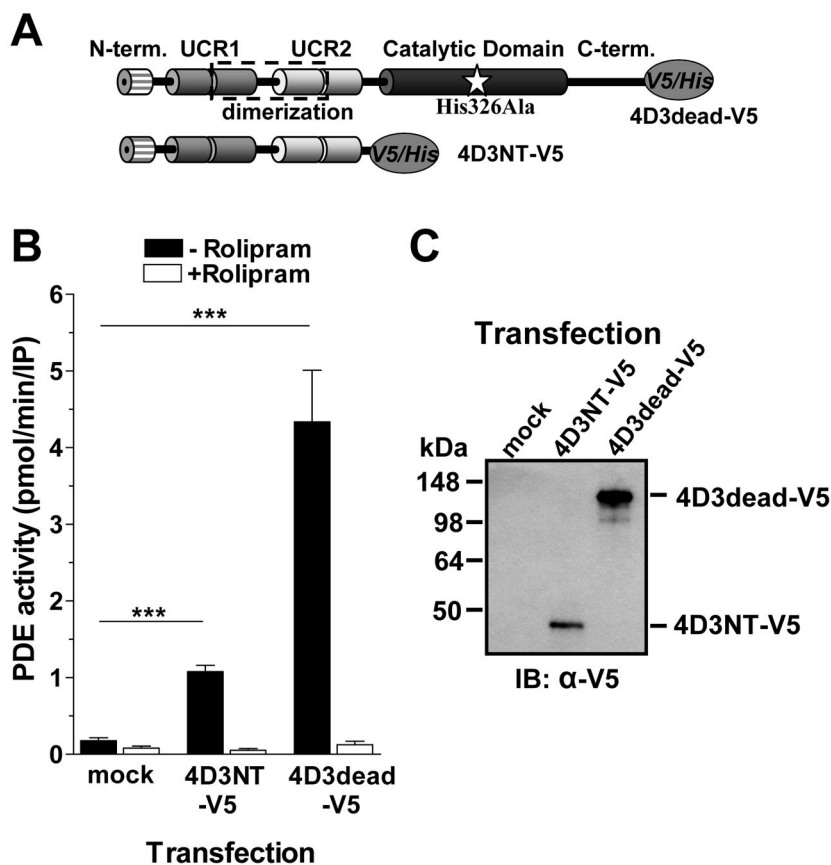 A
N-term. UCR1 UCR2 Catalytic Domain C-term.
V5/His
dimerization
His326Ala
4D3dead-V5
V5/His
4D3NT-V5
B
- Rolipram
+Rolipram
***
***
PDE activity (pmol/min/IP)
6
5
4
3
2
1
0
mock
4D3NT
-V5
4D3dead
-V5
Transfection
C
Transfection
mock
4D3NT-V5
4D3dead-V5
kDa
148
98
64
50
4D3dead-V5
4D3NT-V5
IB: α-V5